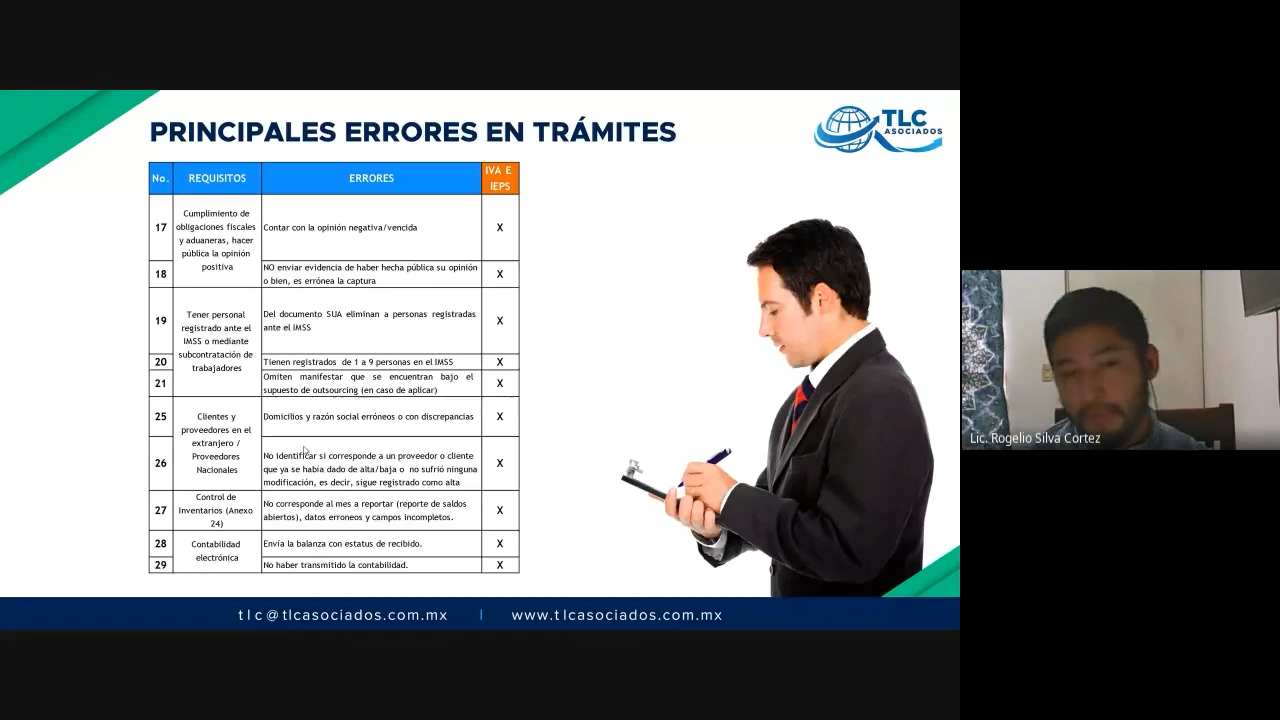 PRINCIPALES ERRORES EN TRÁMITES
TLC
ASOCIADOS
No.
REQUISITOS
ERRORES
IVA E
IEPS
17
Cumplimiento de
obligaciones fiscales
y aduaneras, hacer
pública la opinión
positiva
Contar con la opinión negativa/vencida
X
18
NO enviar evidencia de haber hecha pública su opinión
o bien, es errónea la captura
X
19
Tener personal
registrado ante el
IMSS o mediante
subcontratación de
trabajadores
Del documento SUA eliminan a personas registradas
ante el IMSS
X
20
Tienen registrados de 1 a 9 personas en el IMSS
X
21
Omiten manifestar que se encuentran bajo el
supuesto de outsourcing (en caso de aplicar)
X
25
Clientes y
proveedores en el
extranjero /
Proveedores
Nacionales
Domicilios y razón social erróneos o con discrepancias
X
26
No identificar si corresponde a un proveedor o cliente
que ya se había dado de alta/baja o no sufrió ninguna
modificación, es decir, sigue registrado como alta
X
27
Control de
Inventarios (Anexo
24)
No corresponde al mes a reportar (reporte de saldos
abiertos), datos erroneos y campos incompletos.
X
28
Contabilidad
electrónica
Envía la balanza con estatus de recibido.
X
29
No haber transmitido la contabilidad.
X
tlc@tlcasociados.com.mx | www.tlcasociados.com.mx
Lic. Rogelio Silva Cortez